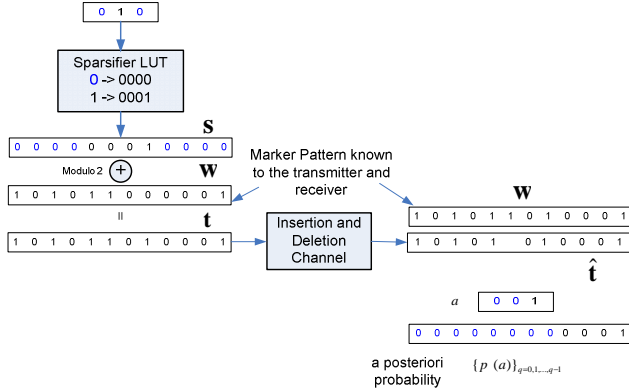 0 1 0
Sparsifier LUT
0 -> 0000
1 -> 0001
s
0 0 0 0 0 0 0 1 0 0 0 0
Modulo 2 +
w
1 0 1 0 1 1 0 0 0 0 0 1
=
t
1 0 1 0 1 1 0 1 0 0 0 1
Marker Pattern known
to the transmitter and
receiver
Insertion and
Deletion
Channel
w
1 0 1 0 1 1 0 1 0 0 0 1
1 0 1 0 1 0 1 0 0 0 1
t̂
a 0 0 1
0 0 0 0 0 0 0 0 0 0 0 1
a posteriori
probability
{p (a)}q=0,1,...,q−1